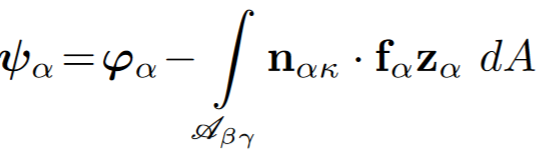 𝝍_α = 𝝋_α − ∫_{𝒜_{βγ}} 𝐧_{ακ} · 𝐟_α 𝐳_α dA